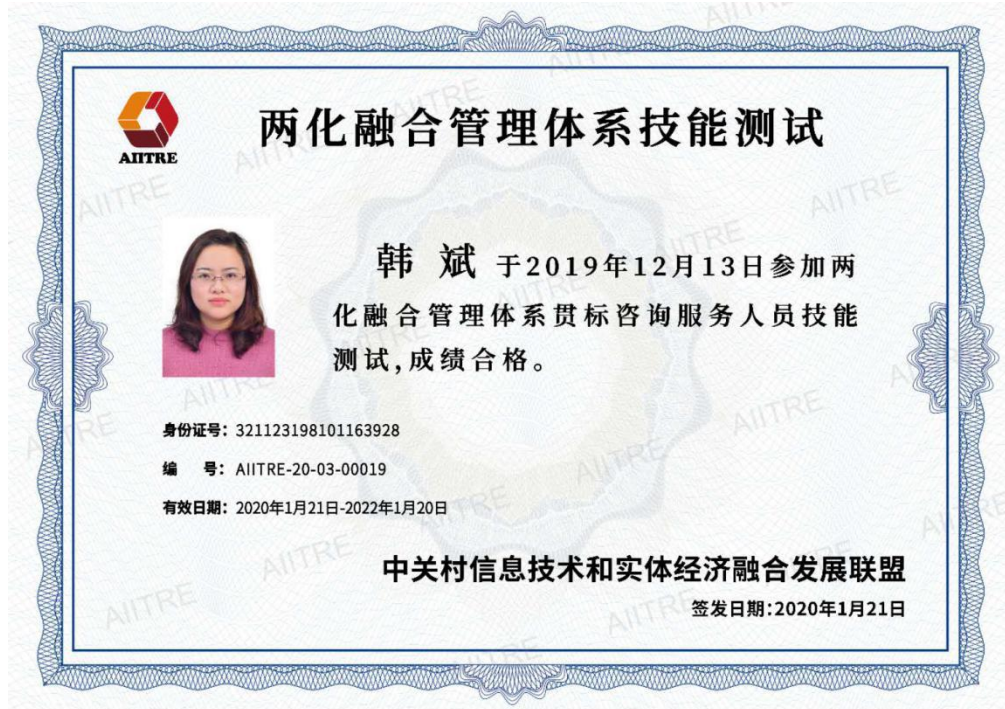 AIITRE
两化融合管理体系技能测试
韩 斌 于2019年12月13日参加两
化融合管理体系贯标咨询服务人员技能
测试,成绩合格。
身份证号：321123198101163928
编 号：AIITRE-20-03-00019
有效日期：2020年1月21日-2022年1月20日
中关村信息技术和实体经济融合发展联盟
签发日期:2020年1月21日